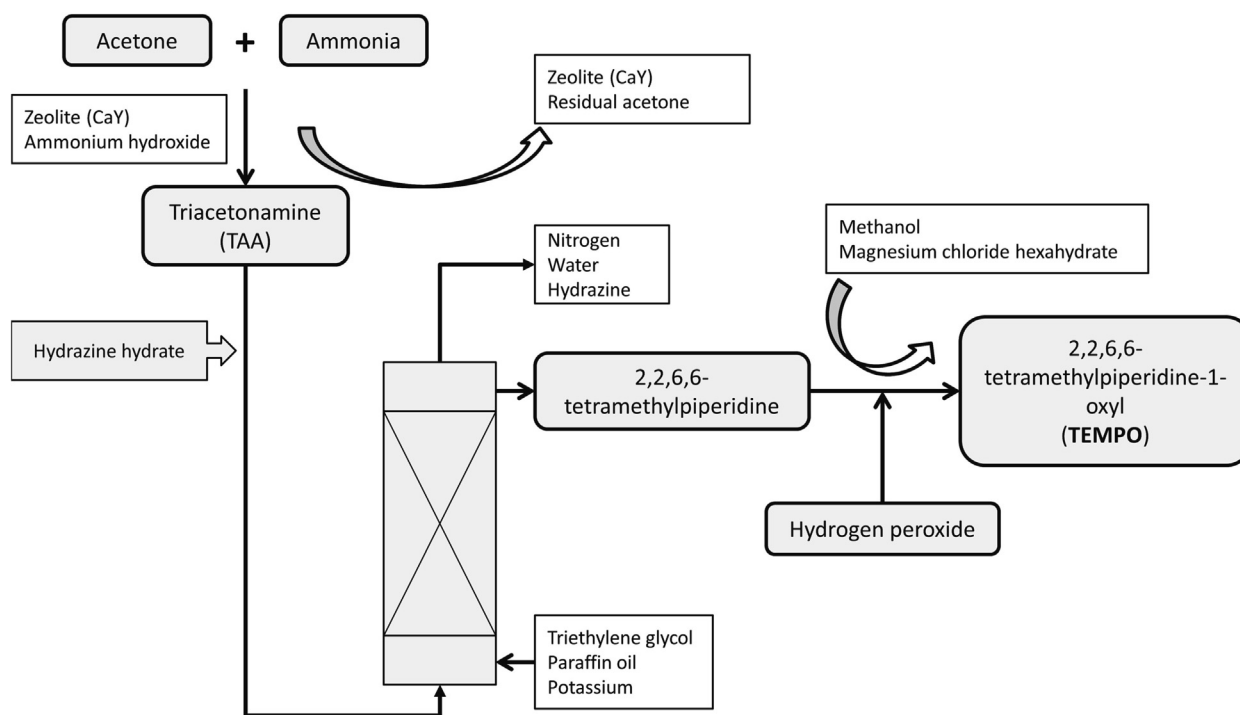 Acetone
+
Ammonia
Zeolite (CaY)
Ammonium hydroxide
Zeolite (CaY)
Residual acetone
Triacetonamine
(TAA)
Nitrogen
Water
Hydrazine
Methanol
Magnesium chloride hexahydrate
Hydrazine hydrate
2,2,6,6-
tetramethylpiperidine
2,2,6,6-
tetramethylpiperidine-1-
oxyl
(TEMPO)
Hydrogen peroxide
Triethylene glycol
Paraffin oil
Potassium